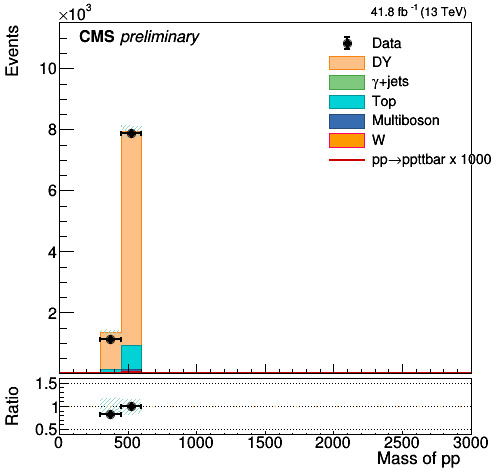 ×10³
41.8 fb⁻¹ (13 TeV)
CMS preliminary
Events
10
8
6
4
2
Data
DY
γ+jets
Top
Multiboson
W
pp→ppttbar x 1000
Ratio
1.5
1
0.5
0 500 1000 1500 2000 2500 3000
Mass of pp